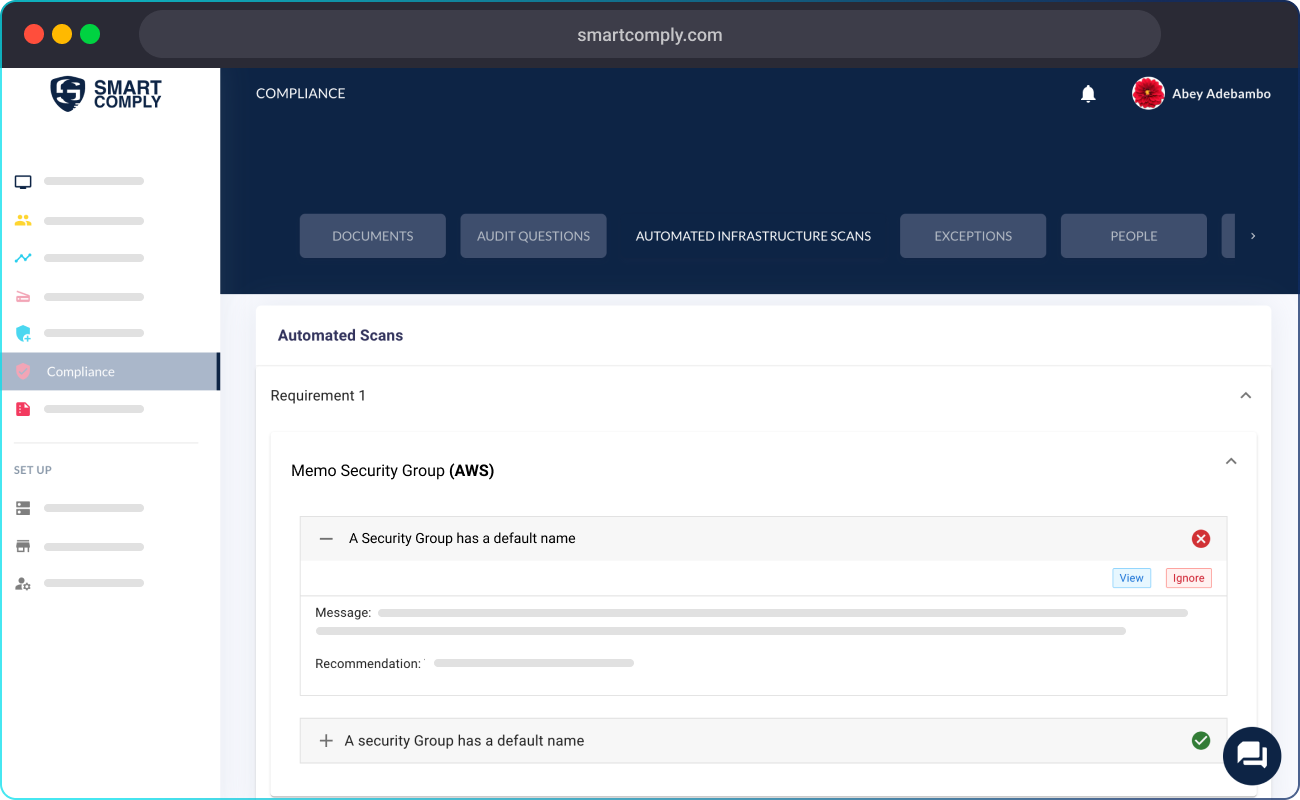 smartcomply.com
SMART
COMPLY
COMPLIANCE
Abey Adebambo
DOCUMENTS
AUDIT QUESTIONS
AUTOMATED INFRASTRUCTURE SCANS
EXCEPTIONS
PEOPLE
Compliance
SET UP
Automated Scans
Requirement 1
Memo Security Group (AWS)
A Security Group has a default name
View
Ignore
Message:
Recommendation:
A security Group has a default name